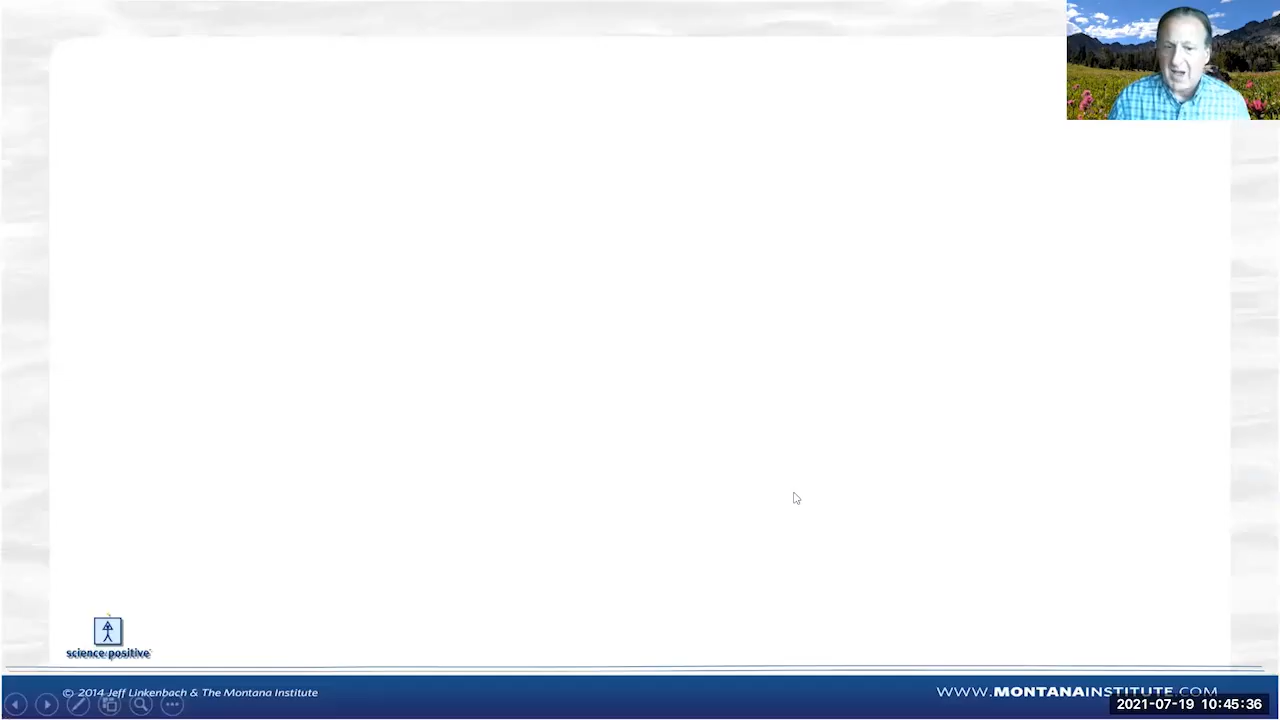 science positive
© 2014 Jeff Linkenbach & The Montana Institute
WWW.MONTANAINSTITUTE.COM
2021-07-19 10:45:36